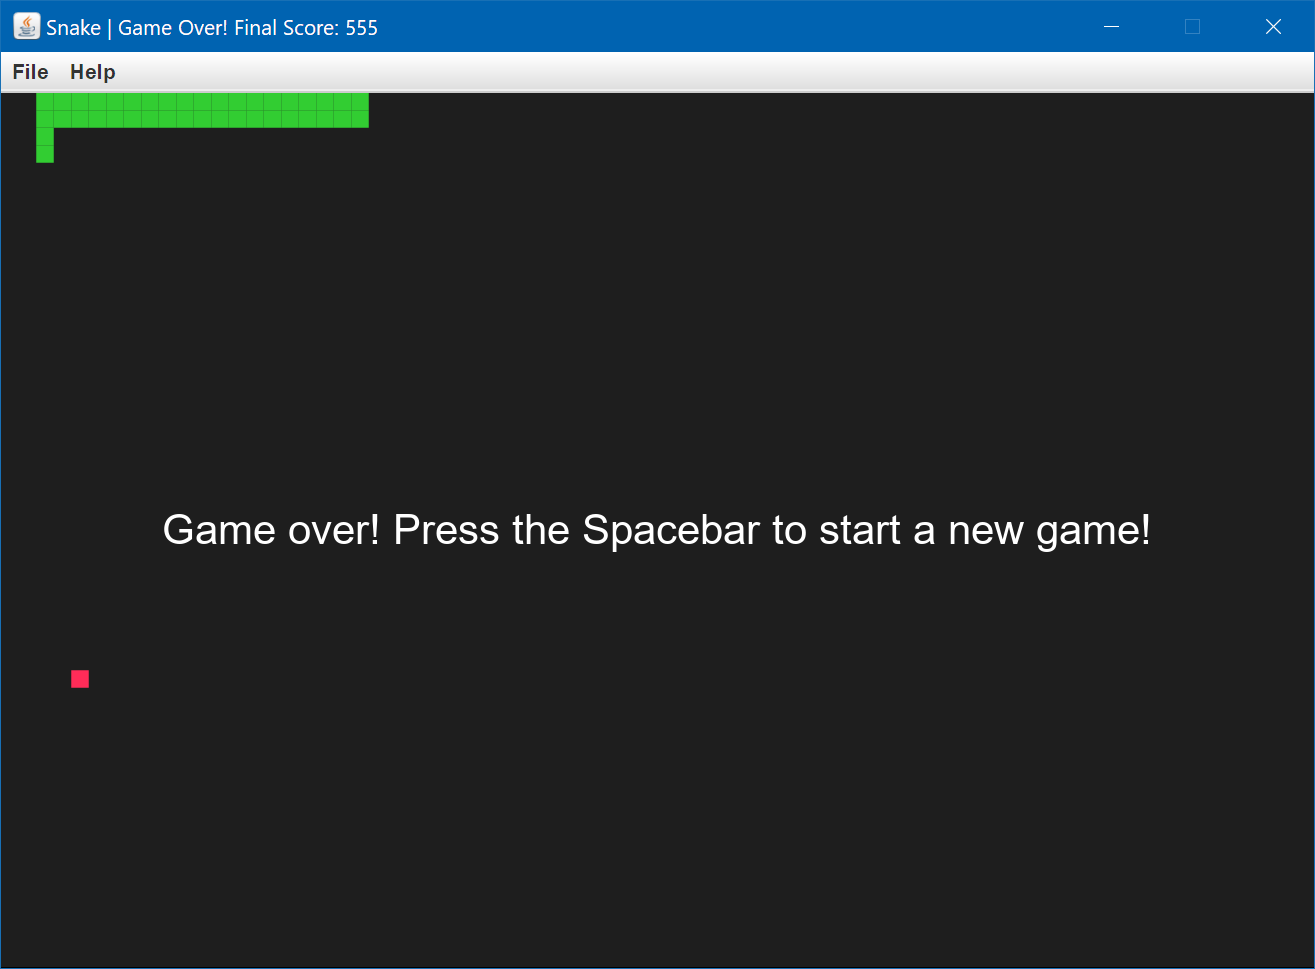 Snake | Game Over! Final Score: 555
File Help
Game over! Press the Spacebar to start a new game!